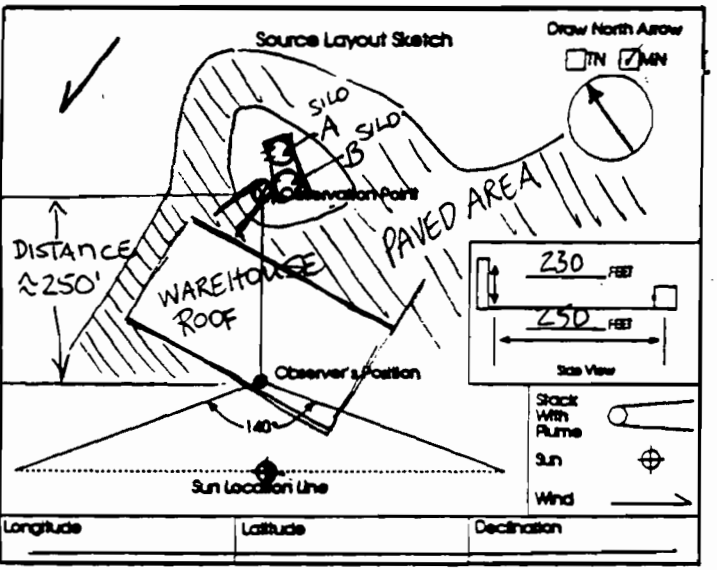 Source Layout Sketch
Draw North Arrow
TN MN
SILO
A
SILO
B
Observation Point
PAVED AREA
DISTANCE
≈250'
WAREHOUSE
ROOF
230 FEET
250 FEET
Side View
Observer's Position
140°
Sun Location Line
Stack
With
Plume
Sun
Wind
Longitude
Latitude
Declination